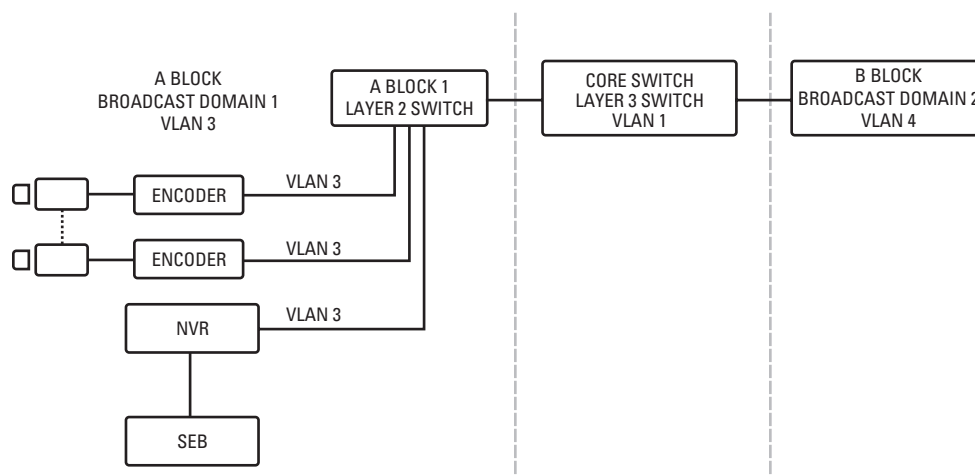 A BLOCK
BROADCAST DOMAIN 1
VLAN 3
A BLOCK 1
LAYER 2 SWITCH
CORE SWITCH
LAYER 3 SWITCH
VLAN 1
B BLOCK
BROADCAST DOMAIN 2
VLAN 4
ENCODER
VLAN 3
ENCODER
VLAN 3
NVR
VLAN 3
SEB